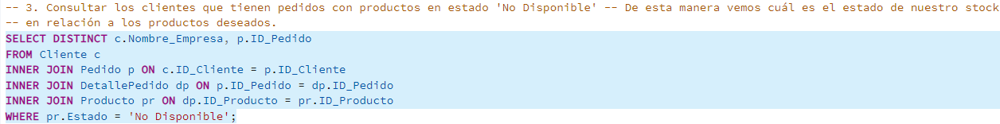 -- 3. Consultar los clientes que tienen pedidos con productos en estado 'No Disponible' -- De esta manera vemos cuál es el estado de nuestro stock
-- en relación a los productos deseados.
SELECT DISTINCT c.Nombre_Empresa, p.ID_Pedido
FROM Cliente c
INNER JOIN Pedido p ON c.ID_Cliente = p.ID_Cliente
INNER JOIN DetallePedido dp ON p.ID_Pedido = dp.ID_Pedido
INNER JOIN Producto pr ON dp.ID_Producto = pr.ID_Producto
WHERE pr.Estado = 'No Disponible';